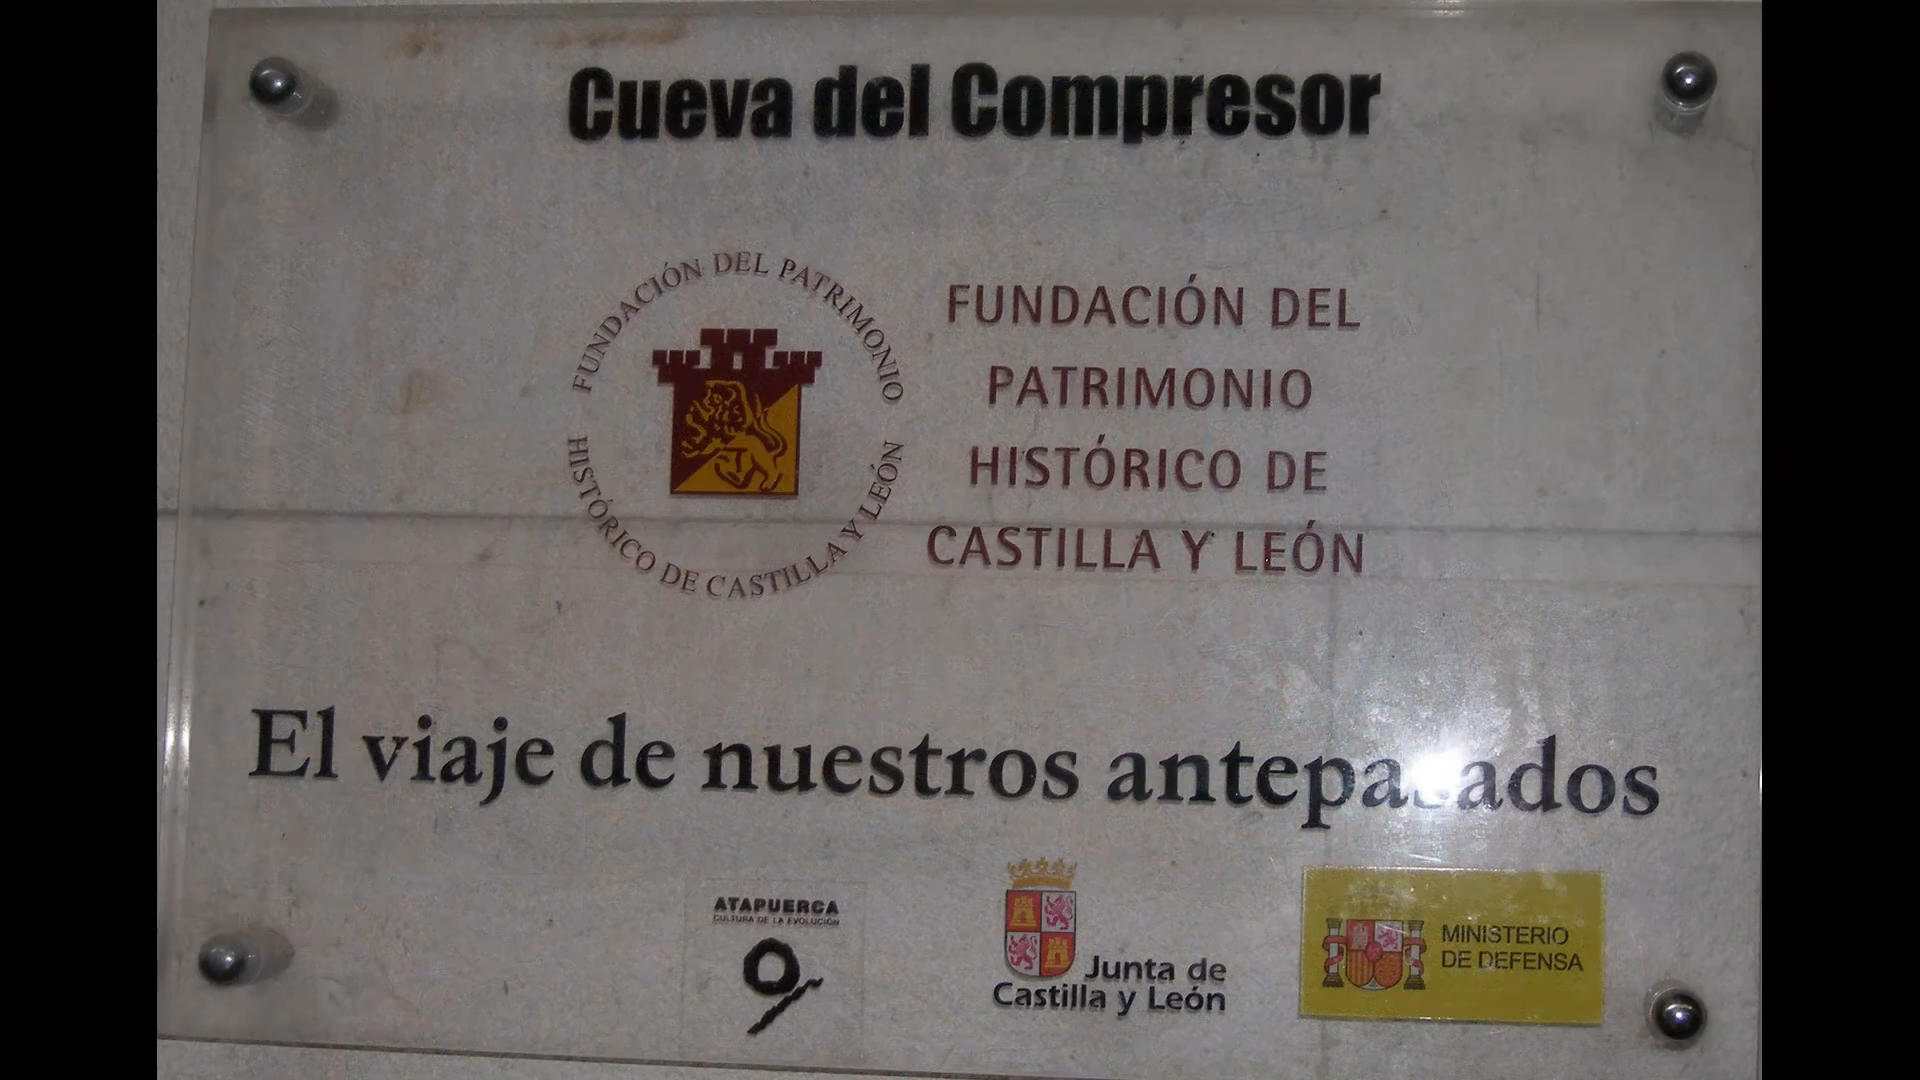 Cueva del Compresor
FUNDACIÓN DEL PATRIMONIO
HISTÓRICO DE CASTILLA Y LEÓN
FUNDACIÓN DEL
PATRIMONIO
HISTÓRICO DE
CASTILLA Y LEÓN
El viaje de nuestros antepasados
ATAPUERCA
CULTURA DE LA EVOLUCIÓN
Junta de
Castilla y León
MINISTERIO
DE DEFENSA